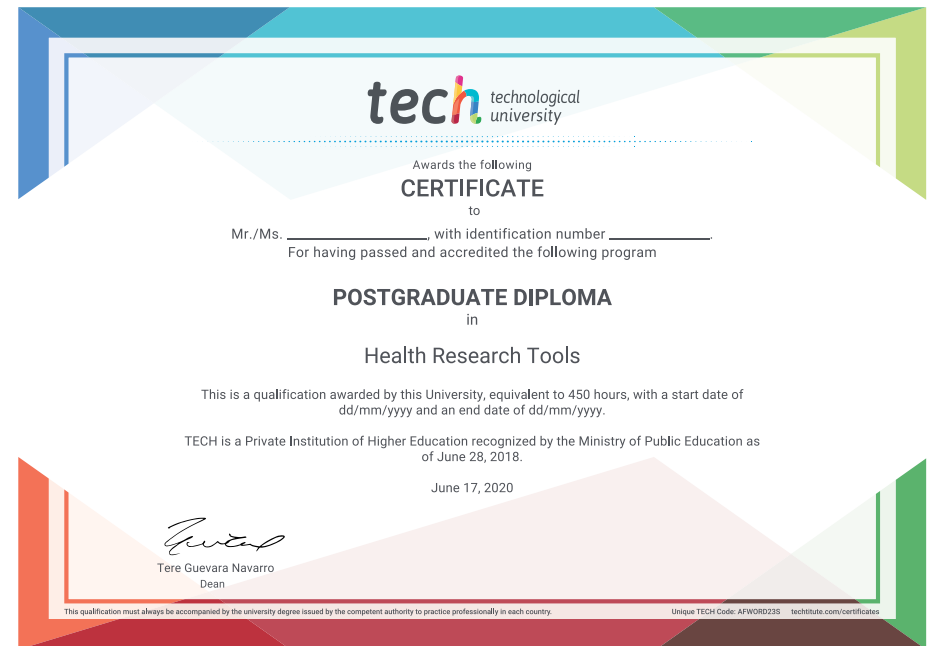 tech technological
university
Awards the following
CERTIFICATE
to
Mr./Ms. ____________________, with identification number ______________.
For having passed and accredited the following program
POSTGRADUATE DIPLOMA
in
Health Research Tools
This is a qualification awarded by this University, equivalent to 450 hours, with a start date of
dd/mm/yyyy and an end date of dd/mm/yyyy.
TECH is a Private Institution of Higher Education recognized by the Ministry of Public Education as
of June 28, 2018.
June 17, 2020
Tere Guevara Navarro
Dean
This qualification must always be accompanied by the university degree issued by the competent authority to practice professionally in each country.
Unique TECH Code: AFWORD23S techtitute.com/certificates